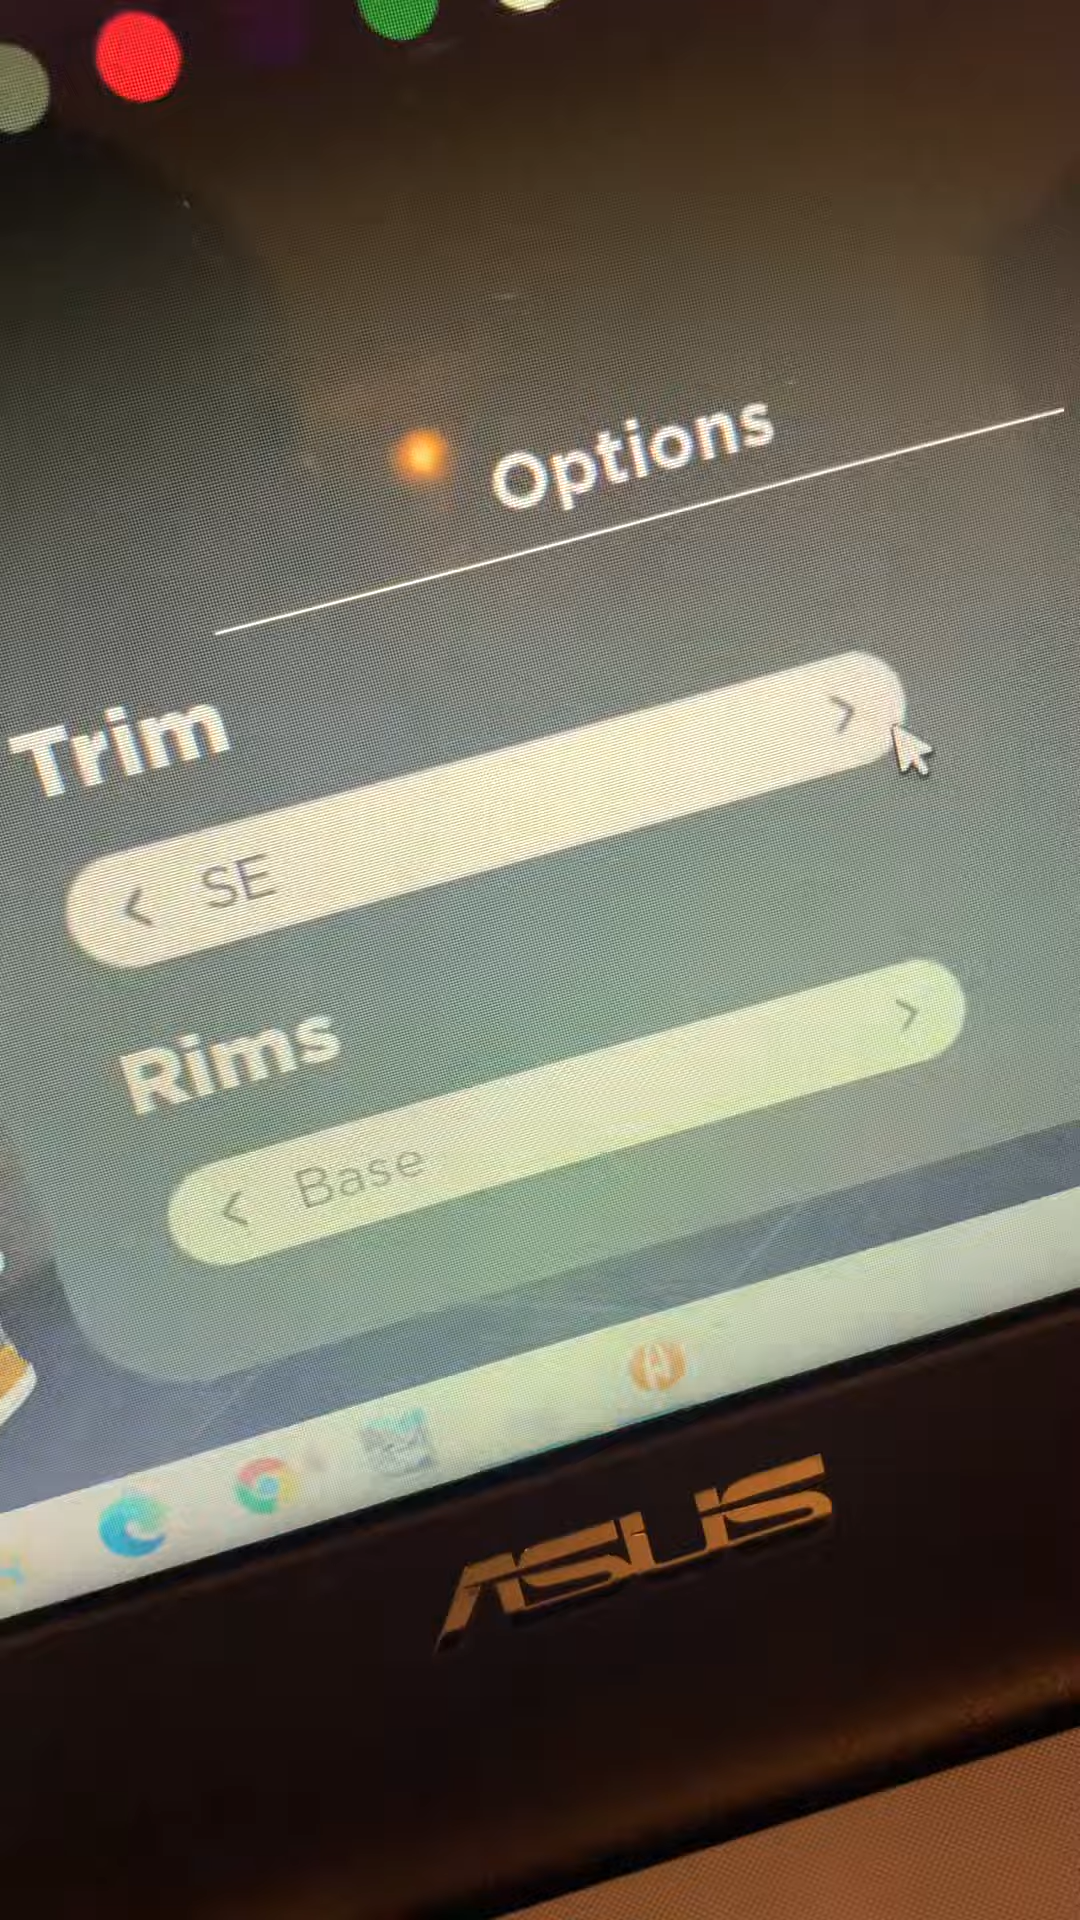 Options
Trim
< SE >
Rims
< Base >
ASUS